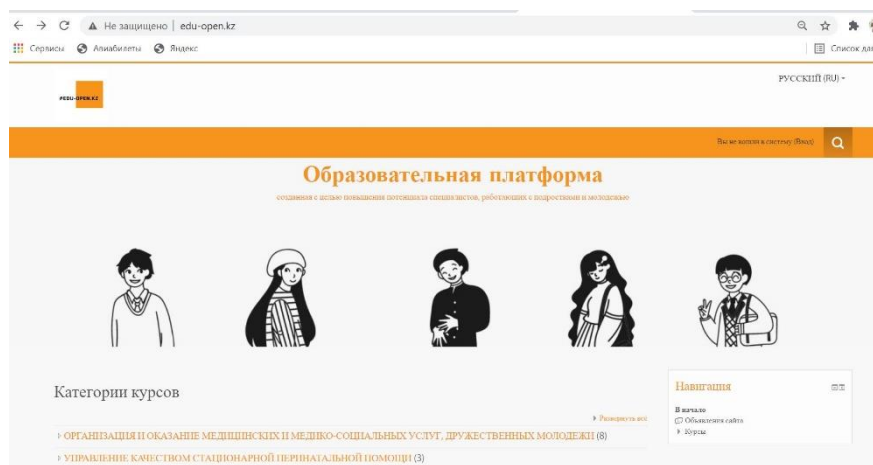 Не защищено | edu-open.kz
Сервисы Авиабилеты Яндекс Список для
#EDU-OPEN.KZ
РУССКИЙ (RU)
Вы не вошли в систему (Вход)
Образовательная платформа
созданная с целью повышения потенциала специалистов, работающих с подростками и молодежью
Категории курсов
Развернуть всё
ОРГАНИЗАЦИЯ И ОКАЗАНИЕ МЕДИЦИНСКИХ И МЕДИКО-СОЦИАЛЬНЫХ УСЛУГ, ДРУЖЕСТВЕННЫХ МОЛОДЕЖИ (8)
УПРАВЛЕНИЕ КАЧЕСТВОМ СТАЦИОНАРНОЙ ПЕРИНАТАЛЬНОЙ ПОМОЩИ (3)
Навигация
В начало
Объявления сайта
Курсы